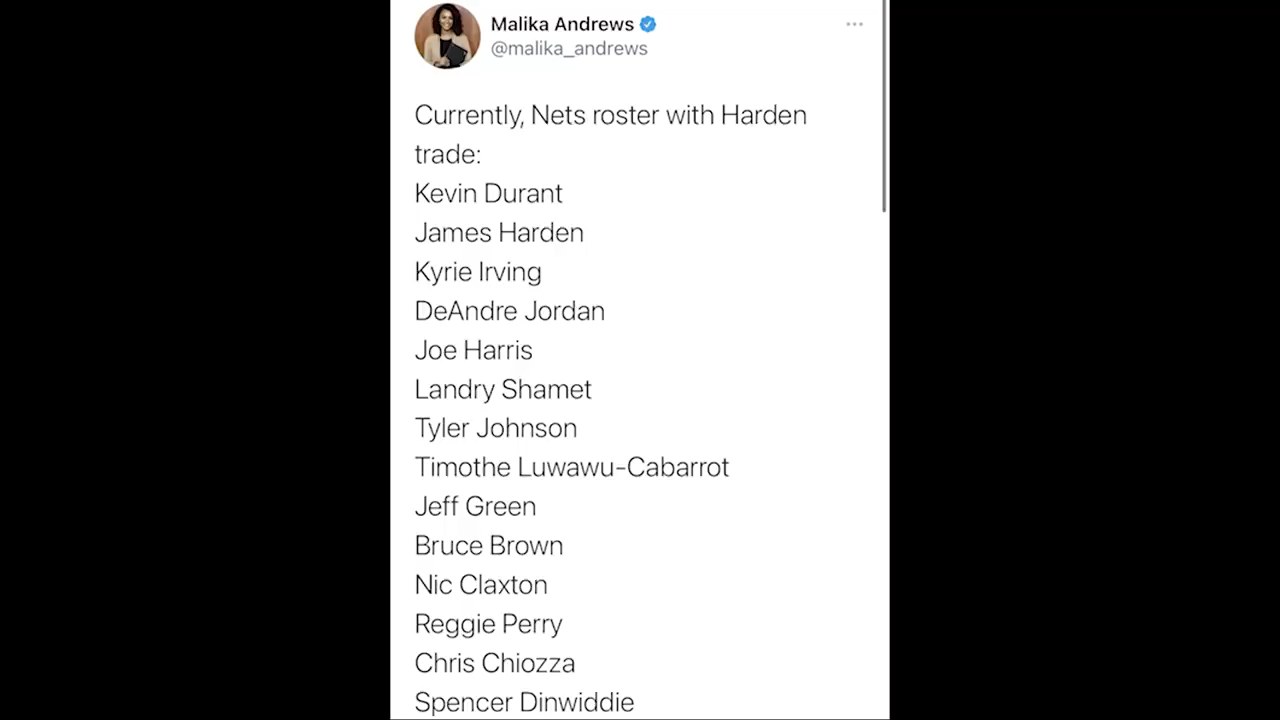 Malika Andrews
@malika_andrews
Currently, Nets roster with Harden
trade:
Kevin Durant
James Harden
Kyrie Irving
DeAndre Jordan
Joe Harris
Landry Shamet
Tyler Johnson
Timothe Luwawu-Cabarrot
Jeff Green
Bruce Brown
Nic Claxton
Reggie Perry
Chris Chiozza
Spencer Dinwiddie